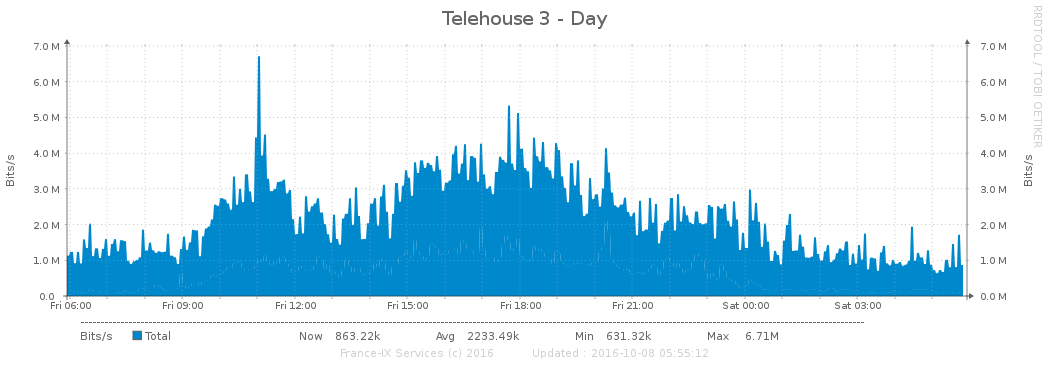 Telehouse 3 - Day
RRDTOOL / TOBI OETIKER
Bits/s
Bits/s
7.0 M 7.0 M
6.0 M 6.0 M
5.0 M 5.0 M
4.0 M 4.0 M
3.0 M 3.0 M
2.0 M 2.0 M
1.0 M 1.0 M
0.0 0.0 M
Fri 06:00 Fri 09:00 Fri 12:00 Fri 15:00 Fri 18:00 Fri 21:00 Sat 00:00 Sat 03:00
Bits/s Total Now 863.22k Avg 2233.49k Min 631.32k Max 6.71M
France-IX Services (c) 2016 Updated : 2016-10-08 05:55:12